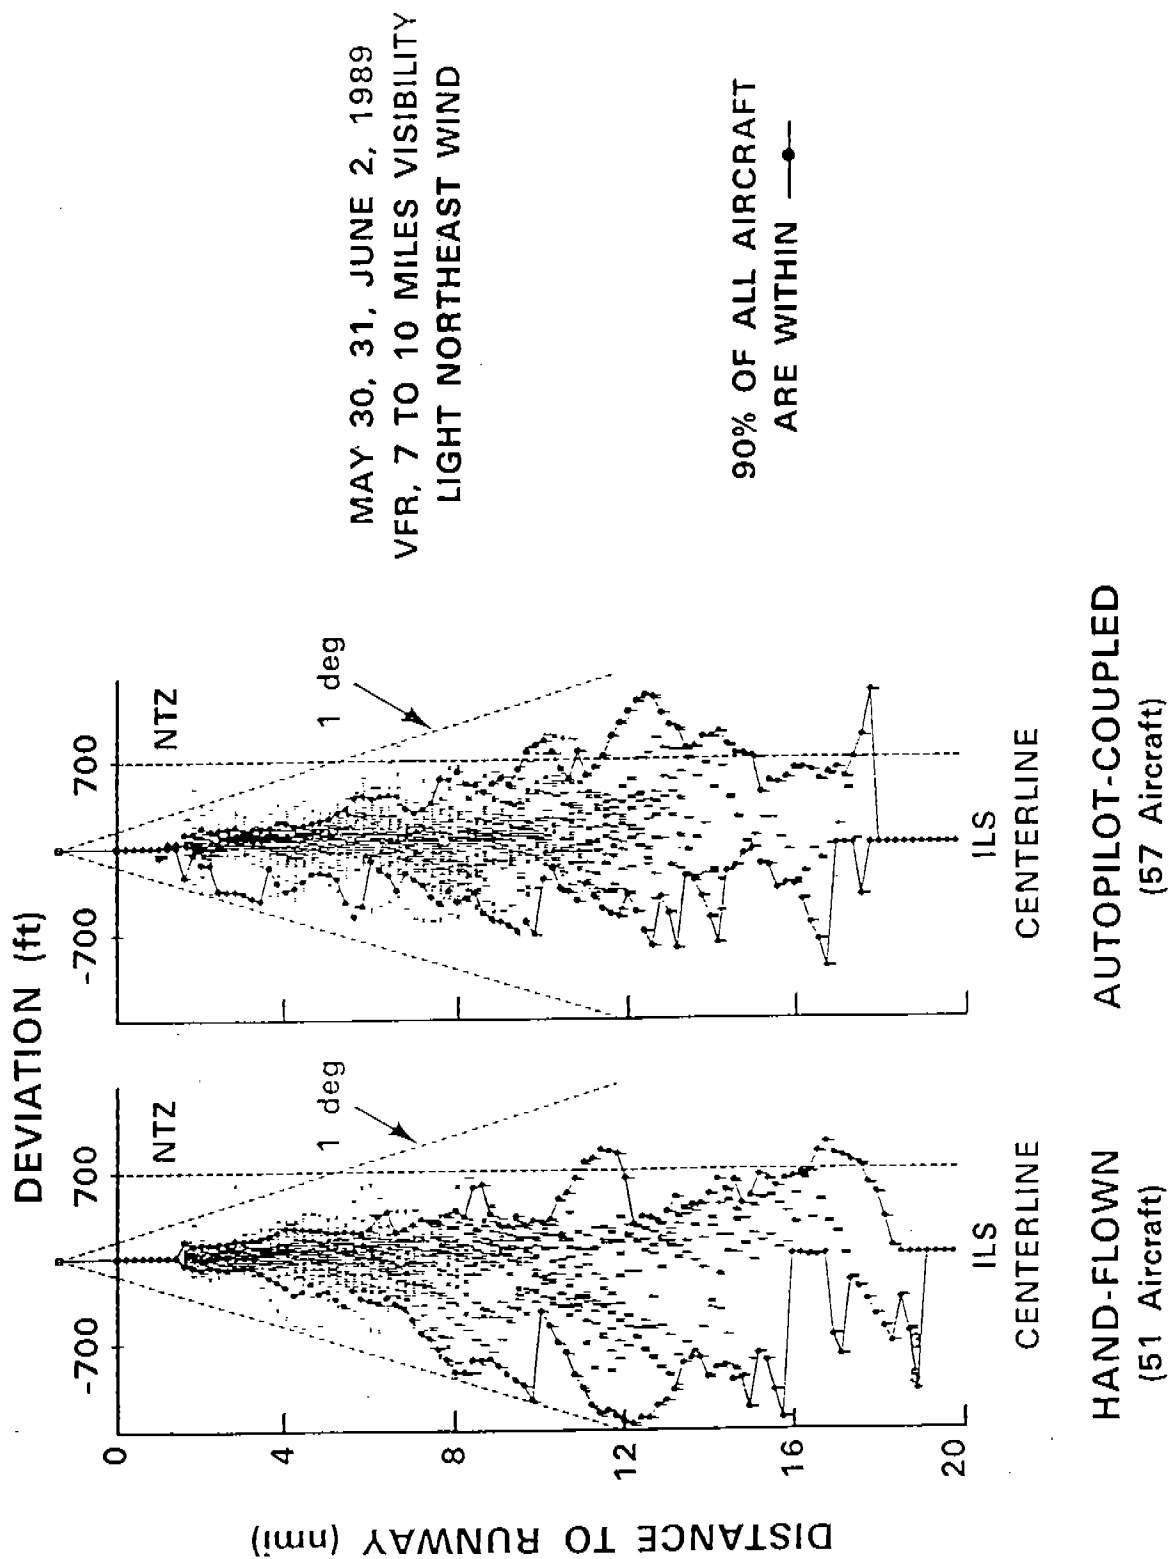 DEVIATION (ft)
-700
700
-700
700
NTZ
NTZ
1 deg
1 deg
0
4
8
12
16
20
DISTANCE TO RUNWAY (nmi)
ILS
CENTERLINE
ILS
CENTERLINE
HAND-FLOWN
(51 Aircraft)
AUTOPILOT-COUPLED
(57 Aircraft)
MAY 30, 31, JUNE 2, 1989
VFR, 7 TO 10 MILES VISIBILITY
LIGHT NORTHEAST WIND
90% OF ALL AIRCRAFT
ARE WITHIN